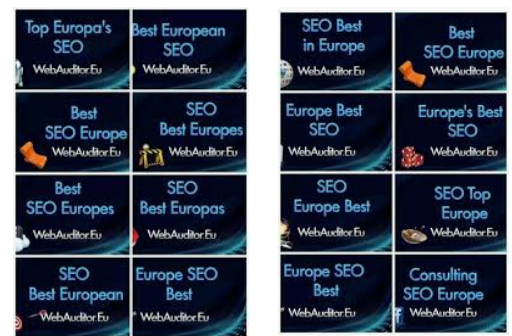 Top Europa's
SEO
WebAuditor.Eu
Best European
SEO
WebAuditor.Eu
Best
SEO Europe
WebAuditor.Eu
SEO
Best Europes
WebAuditor.Eu
Best
SEO Europes
WebAuditor.Eu
SEO
Best Europas
WebAuditor.Eu
SEO
Best European
WebAuditor.Eu
Europe SEO
Best
WebAuditor.Eu
SEO Best
in Europe
WebAuditor.Eu
Best
SEO Europe
WebAuditor.Eu
Europe Best
SEO
WebAuditor.Eu
Europe's Best
SEO
WebAuditor.Eu
SEO
Europe Best
WebAuditor.Eu
SEO Top
Europe
WebAuditor.Eu
Europe SEO
Best
WebAuditor.Eu
Consulting
SEO Europe
WebAuditor.Eu